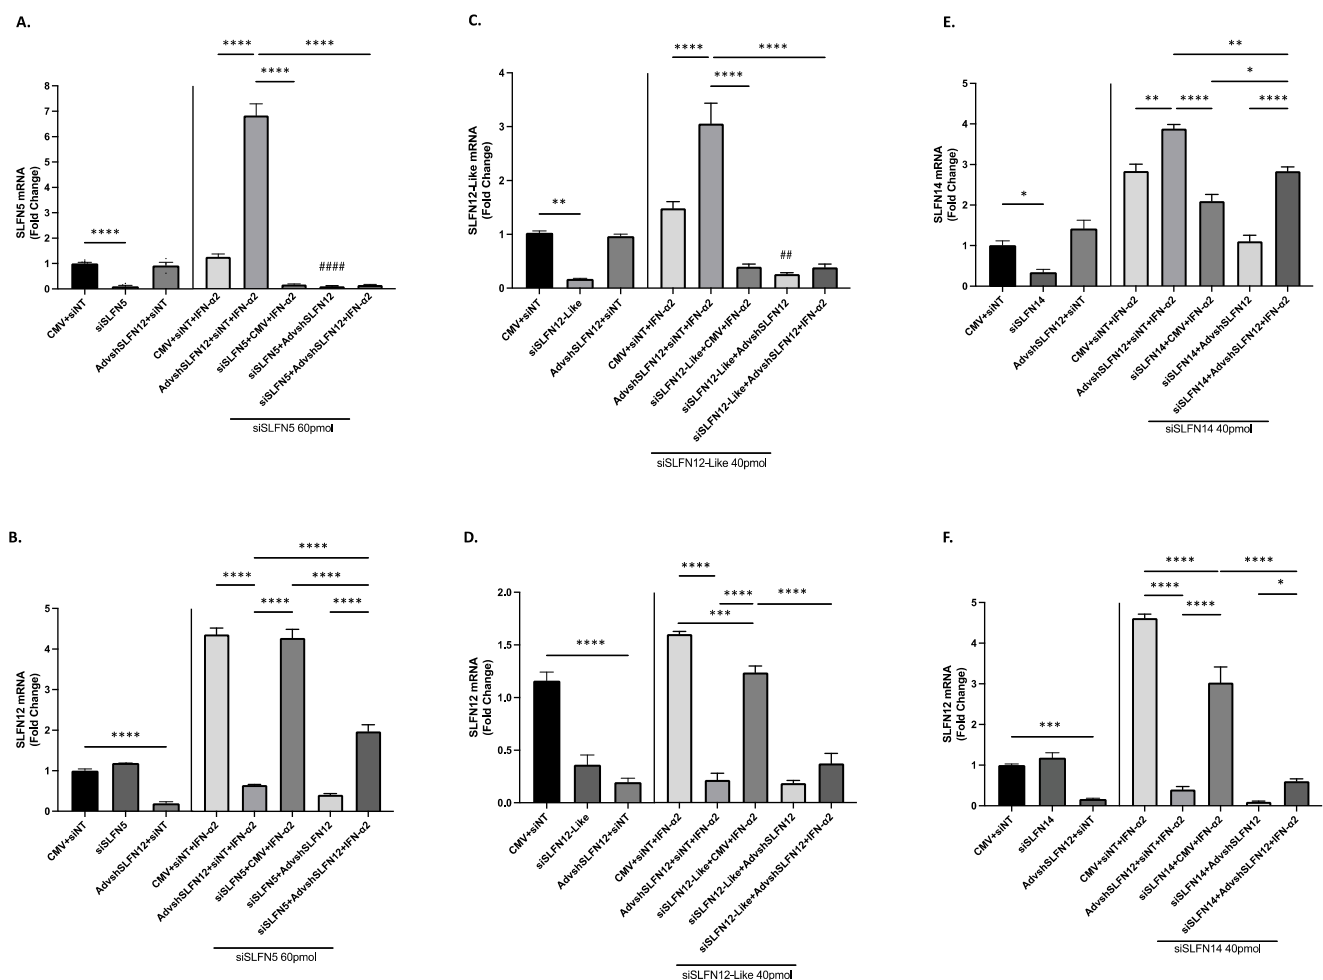 A.
**** ****
****
SLFN5 mRNA
(Fold Change)
8
7
6
5
4
3
2
1
0
****
####
CMV+siNT
siSLFN5
AdvshSLFN12+siNT
CMV+siNT+IFN-α2
AdvshSLFN12+siNT+IFN-α2
siSLFN5+CMV+IFN-α2
siSLFN5+AdvshSLFN12
siSLFN5+AdvshSLFN12+IFN-α2
siSLFN5 60pmol
C.
**** ****
****
SLFN12-Like mRNA
(Fold Change)
4
3
2
1
0
**
##
CMV+siNT
siSLFN12-Like
AdvshSLFN12+siNT
CMV+siNT+IFN-α2
AdvshSLFN12+siNT+IFN-α2
siSLFN12-Like+CMV+IFN-α2
siSLFN12-Like+AdvshSLFN12
siSLFN12-Like+AdvshSLFN12+IFN-α2
siSLFN12-Like 40pmol
E.
**
*
** **** ****
SLFN14 mRNA
(Fold Change)
5
4
3
2
1
0
*
CMV+siNT
siSLFN14
AdvshSLFN12+siNT
CMV+siNT+IFN-α2
AdvshSLFN12+siNT+IFN-α2
siSLFN14+CMV+IFN-α2
siSLFN14+AdvshSLFN12
siSLFN14+AdvshSLFN12+IFN-α2
siSLFN14 40pmol
B.
****
**** ****
**** ****
SLFN12 mRNA
(Fold Change)
5
4
3
2
1
0
****
CMV+siNT
siSLFN5
AdvshSLFN12+siNT
CMV+siNT+IFN-α2
AdvshSLFN12+siNT+IFN-α2
siSLFN5+CMV+IFN-α2
siSLFN5+AdvshSLFN12
siSLFN5+AdvshSLFN12+IFN-α2
siSLFN5 60pmol
D.
****
**** ****
***
SLFN12 mRNA
(Fold Change)
2.0
1.5
1.0
0.5
0.0
****
CMV+siNT
siSLFN12-Like
AdvshSLFN12+siNT
CMV+siNT+IFN-α2
AdvshSLFN12+siNT+IFN-α2
siSLFN12-Like+CMV+IFN-α2
siSLFN12-Like+AdvshSLFN12
siSLFN12-Like+AdvshSLFN12+IFN-α2
siSLFN12-Like 40pmol
F.
**** ****
**** *
****
SLFN12 mRNA
(Fold Change)
5
4
3
2
1
0
***
CMV+siNT
siSLFN14
AdvshSLFN12+siNT
CMV+siNT+IFN-α2
AdvshSLFN12+siNT+IFN-α2
siSLFN14+CMV+IFN-α2
siSLFN14+AdvshSLFN12
siSLFN14+AdvshSLFN12+IFN-α2
siSLFN14 40pmol